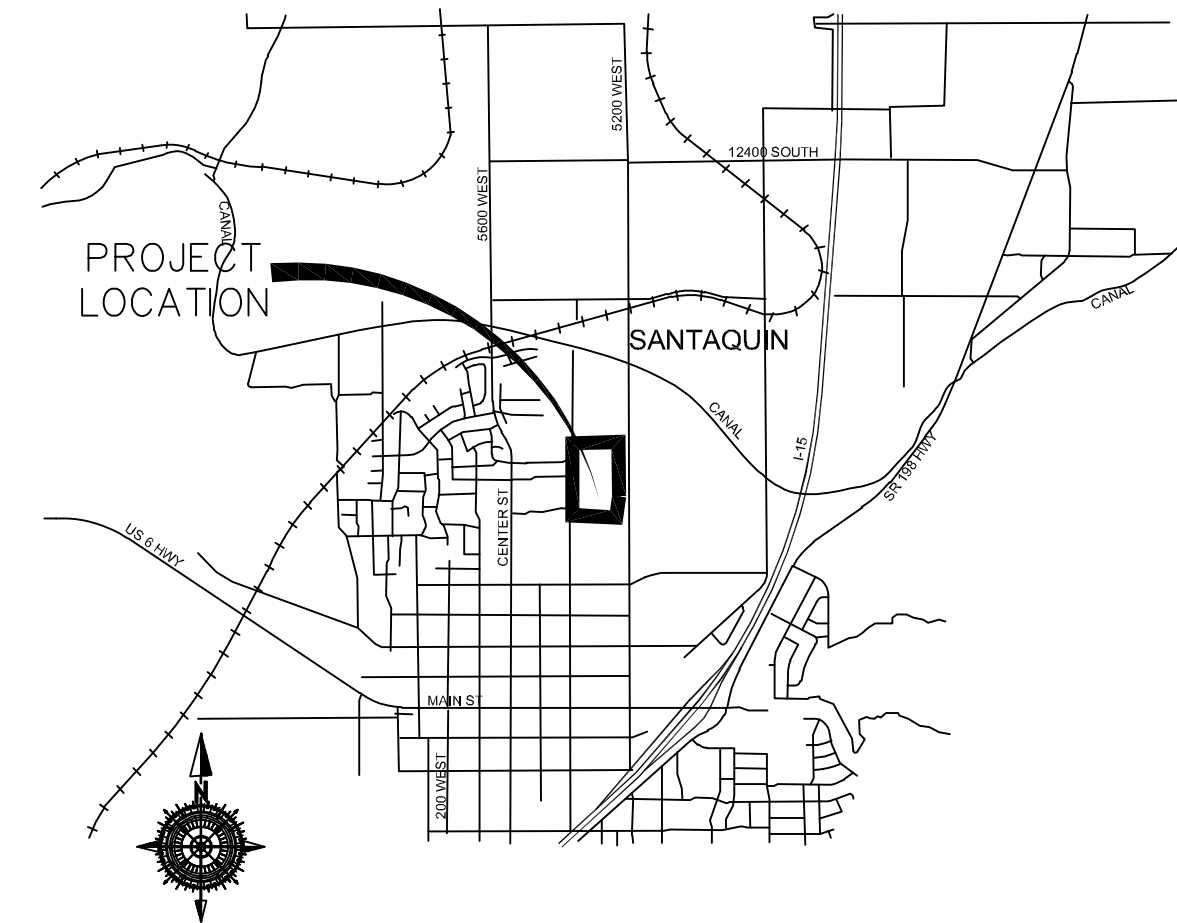 5200 WEST
12400 SOUTH
5600 WEST
CANAL
PROJECT
LOCATION
CANAL
SANTAQUIN
CANAL
I-15
SR 198 HWY
CENTER ST
US 6 HWY
MAIN ST
200 WEST
N